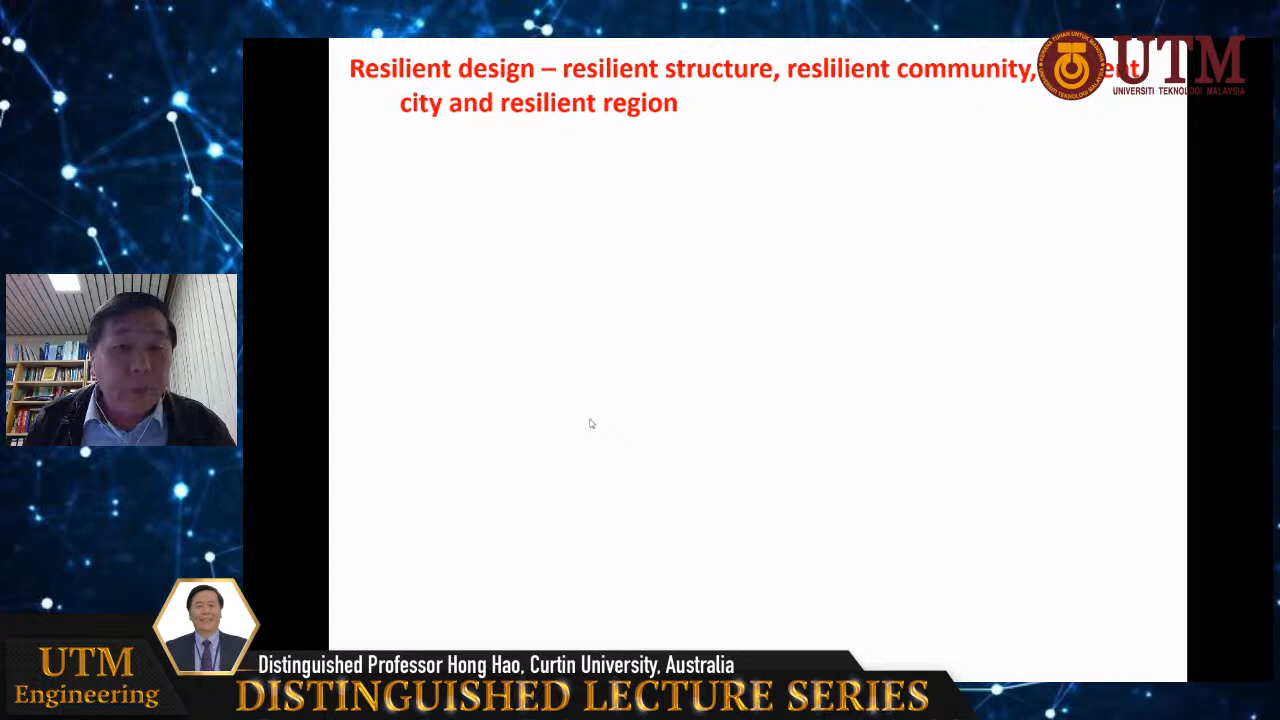 Resilient design – resilient structure, reslilient community,
city and resilient region
UTM
UNIVERSITI TEKNOLOGI MALAYSIA
UTM
Engineering
Distinguished Professor Hong Hao, Curtin University, Australia
DISTINGUISHED LECTURE SERIES